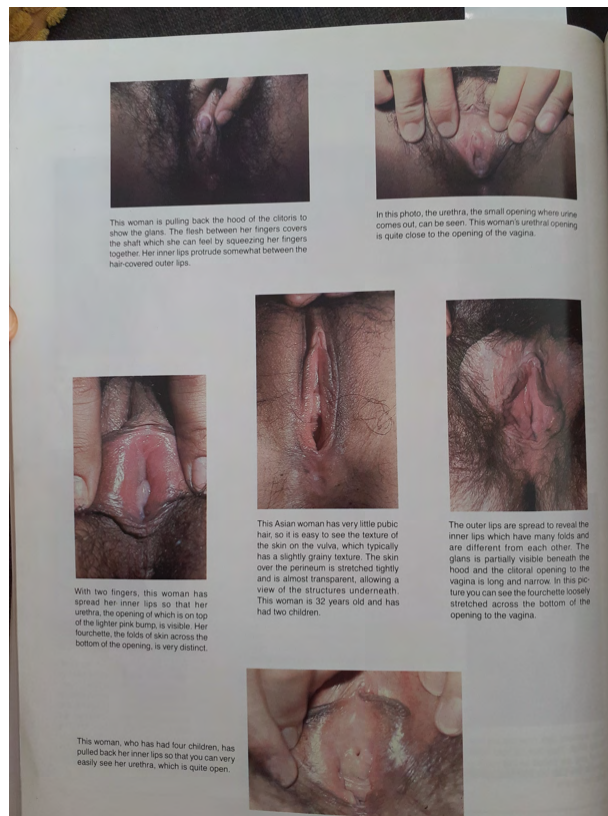 This woman is pulling back the hood of the clitoris to
show the glans. The flesh between her fingers covers
the shaft which she can feel by squeezing her fingers
together. Her inner lips protrude somewhat between the
hair-covered outer lips.
In this photo, the urethra, the small opening where urine
comes out, can be seen. This woman's urethral opening
is quite close to the opening of the vagina.
With two fingers, this woman has
spread her inner lips so that her
urethra, the opening of which is on top
of the lighter pink bump, is visible. Her
fourchette, the folds of skin across the
bottom of the opening, is very distinct.
This Asian woman has very little pubic
hair, so it is easy to see the texture of
the skin on the vulva, which typically
has a slightly grainy texture. The skin
over the perineum is stretched tightly
and is almost transparent, allowing a
view of the structures underneath.
This woman is 32 years old and has
had two children.
The outer lips are spread to reveal the
inner lips which have many folds and
are different from each other. The
glans is partially visible beneath the
hood and the clitoral opening to the
vagina is long and narrow. In this pic-
ture you can see the fourchette loosely
stretched across the bottom of the
opening to the vagina.
This woman, who has had four children, has
pulled back her inner lips so that you can very
easily see her urethra, which is quite open.